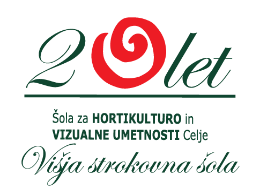 20 let
Šola za HORTIKULTURO in
VIZUALNE UMETNOSTI Celje
Višja strokovna šola